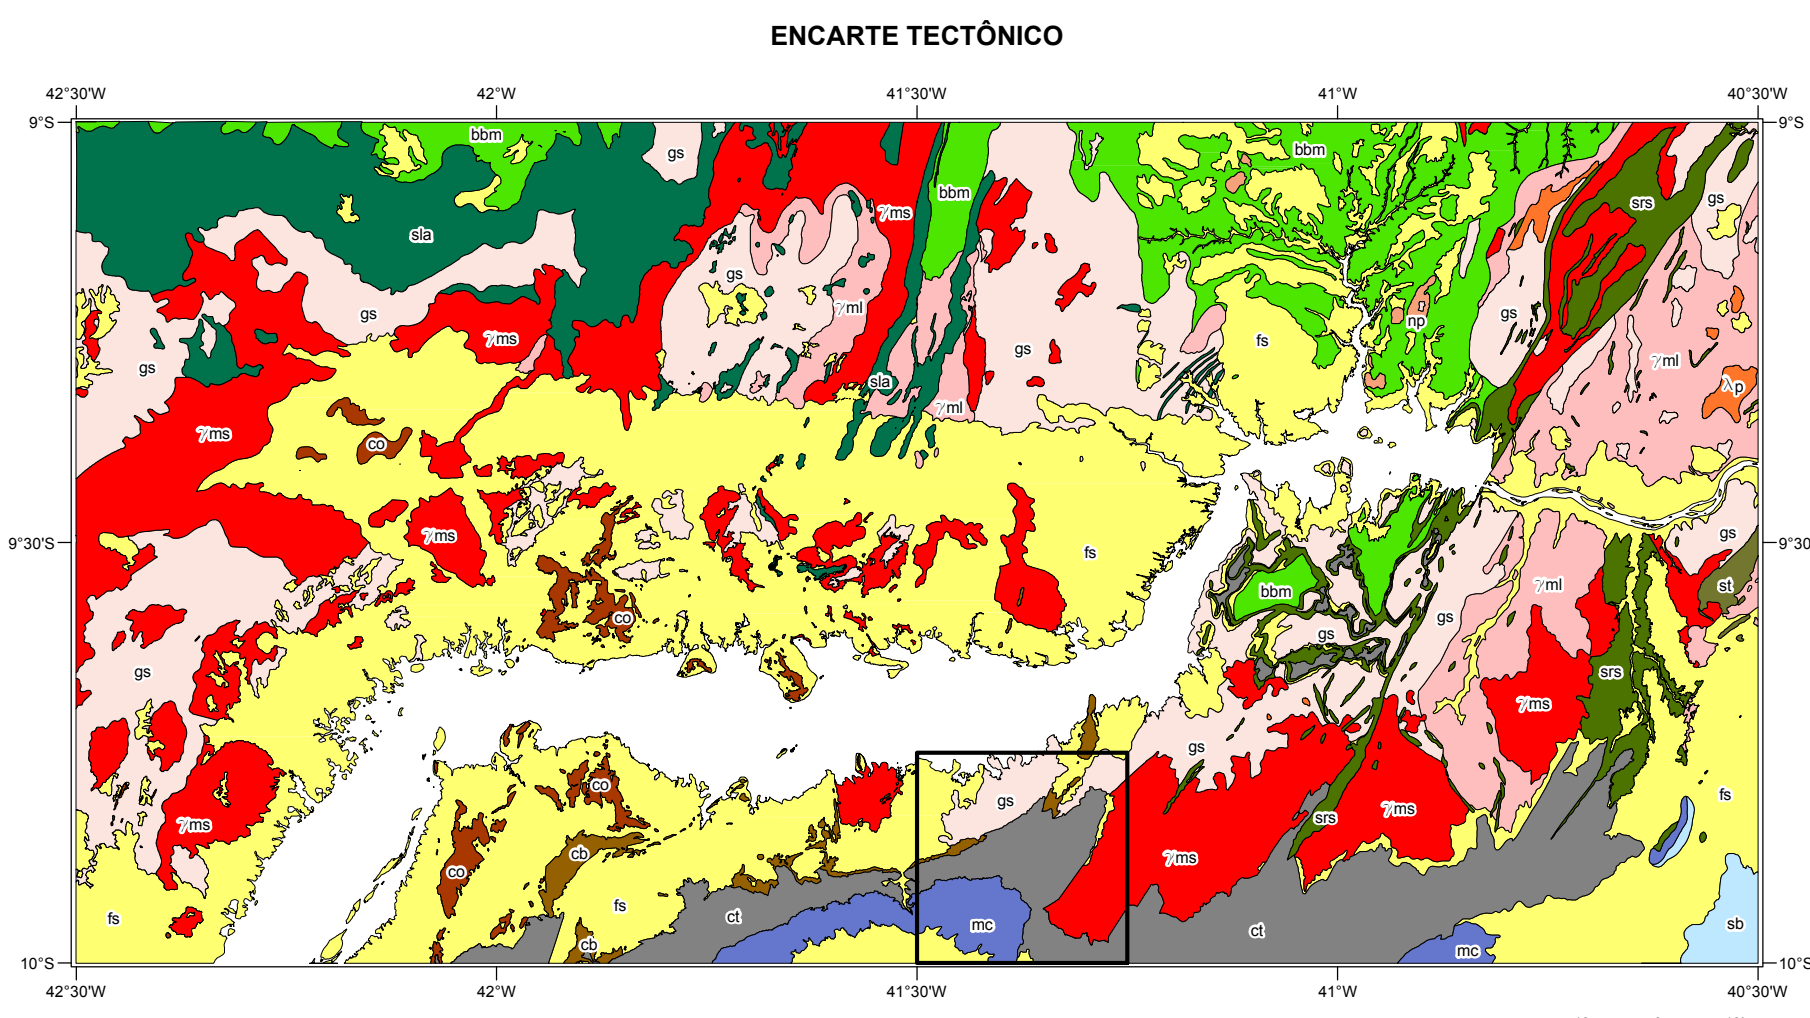 ENCARTE TECTÔNICO
42°30'W 42°W 41°30'W 41°W 40°30'W
9°S 9°S
bbm gs bbm bbm
γms srs gs
sla
gs γml gs np fs gs γml
gs γms sla γml λp
γms co
γms fs gs
bbm γml st
co gs gs
gs srs
γms
gs
co gs
γms srs γms fs
cb γms
co
fs fs ct mc ct sb
cb mc
9°30'S 9°30
10°S 10°S
42°30'W 42°W 41°30'W 41°W 40°30'W